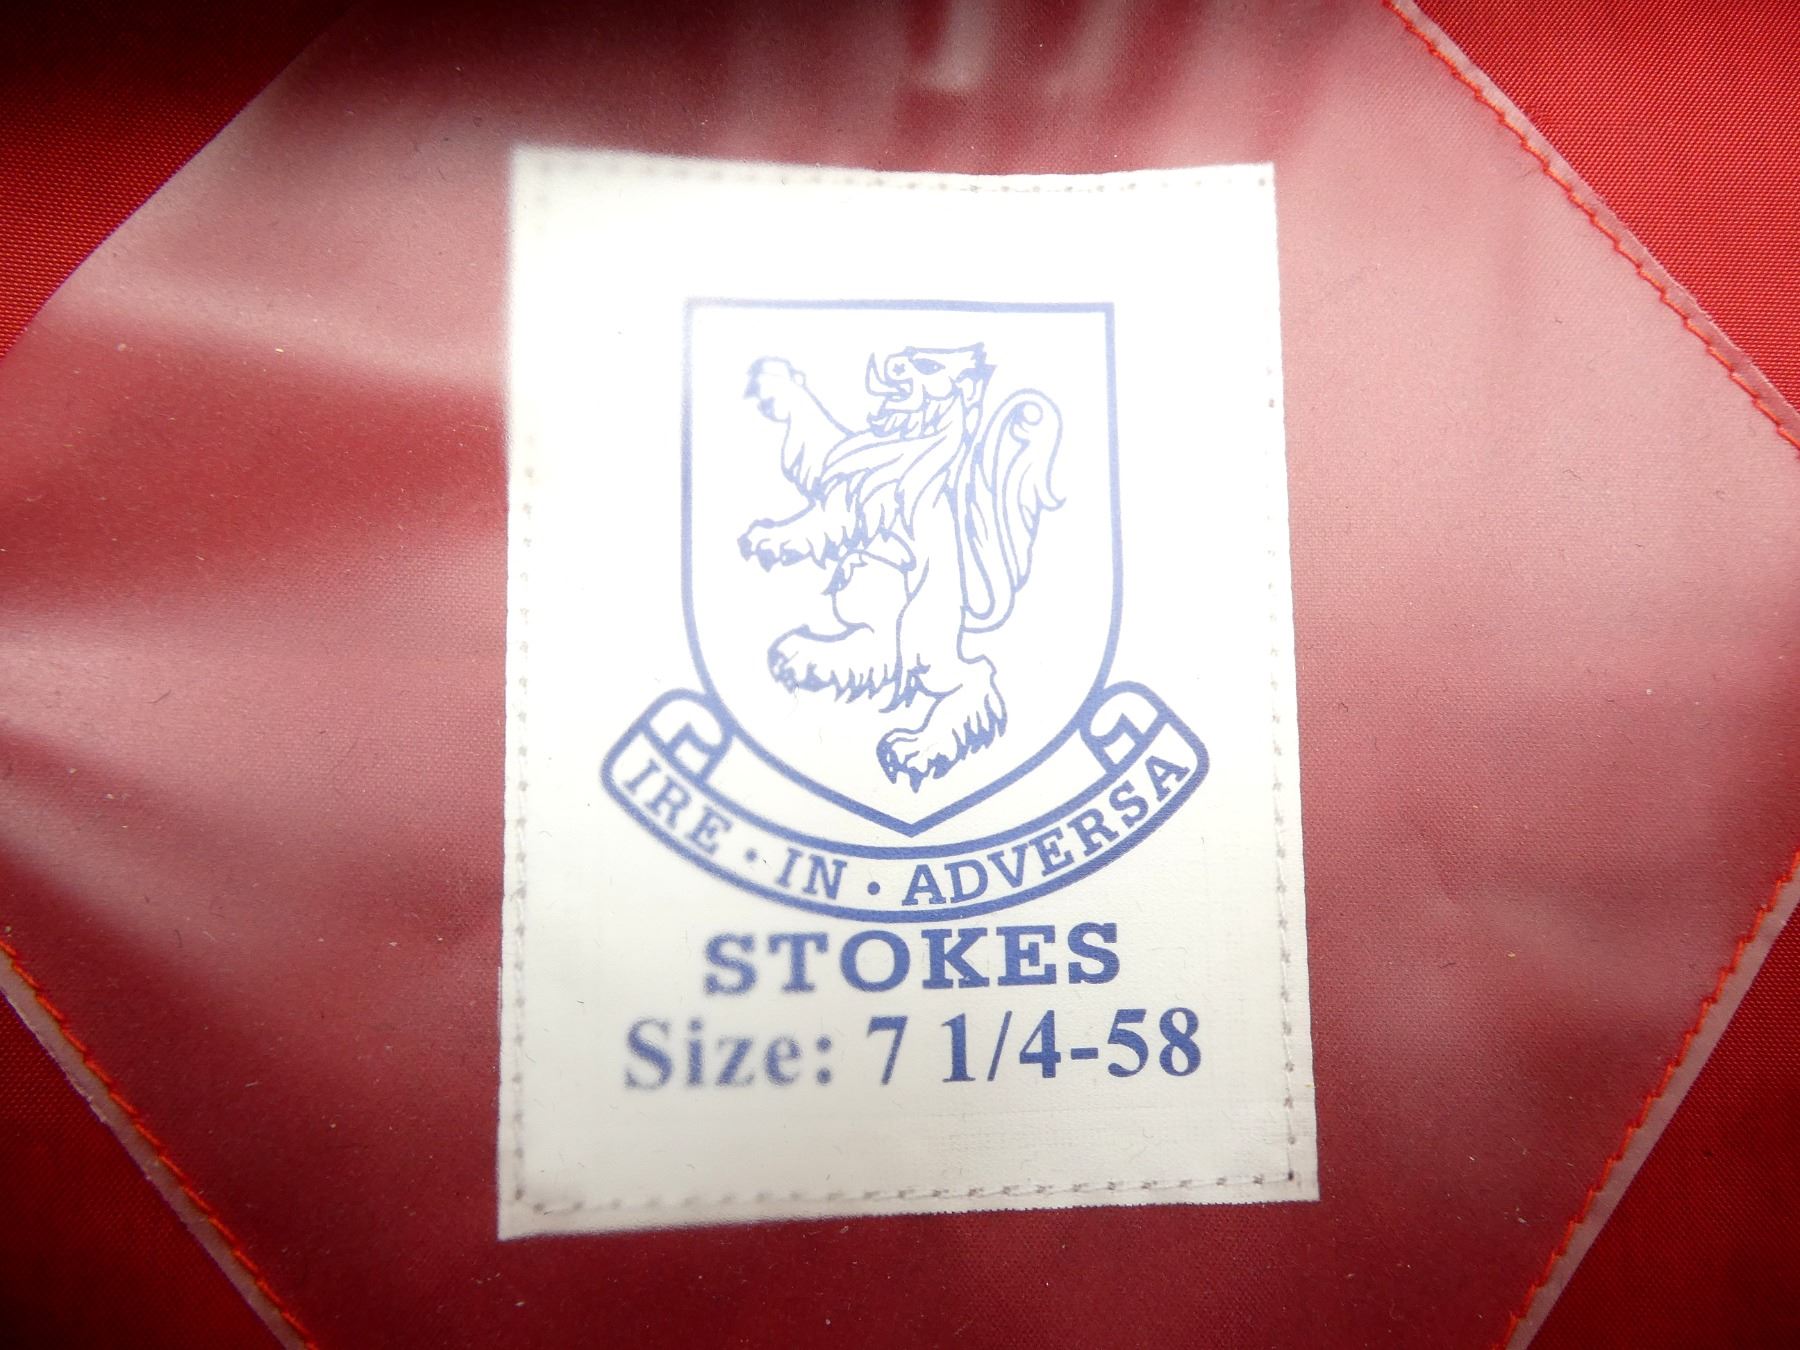 IRE · IN · ADVERSA
STOKES
Size: 7 1/4-58